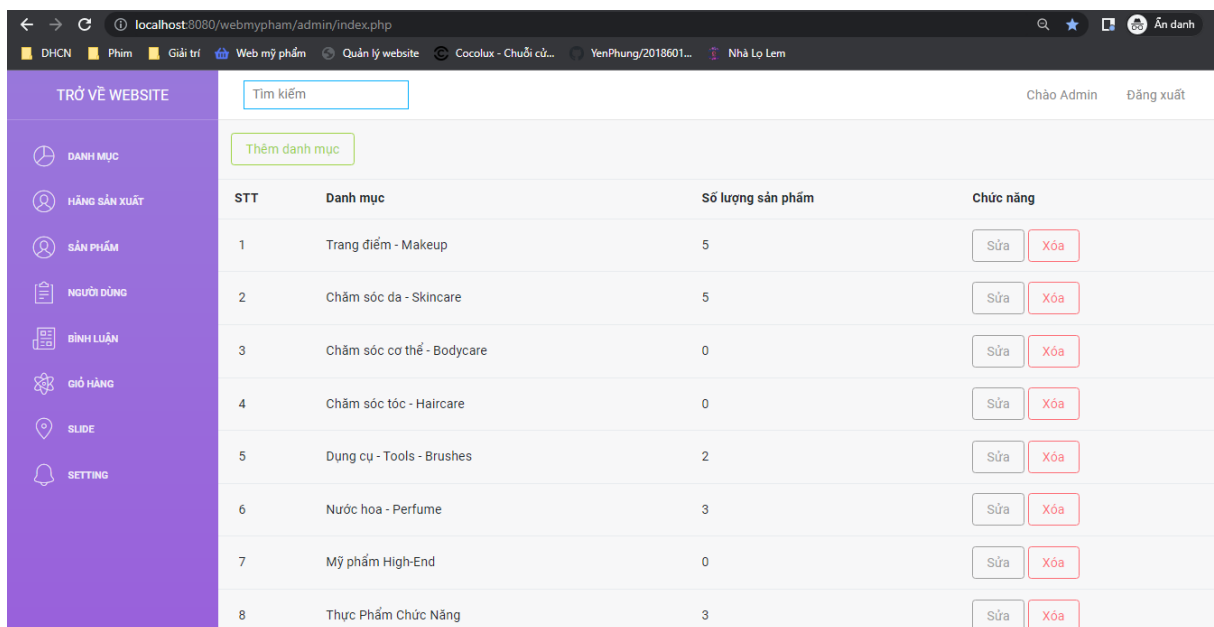 localhost:8080/webmypham/admin/index.php Ẩn danh
DHCN Phim Giải trí Web mỹ phẩm Quản lý website Cocolux - Chuỗi cử... YenPhung/2018601... Nhà Lọ Lem
TRỞ VỀ WEBSITE Tìm kiếm Chào Admin Đăng xuất
Thêm danh mục
DANH MỤC
HÃNG SẢN XUẤT
SẢN PHẨM
NGƯỜI DÙNG
BÌNH LUẬN
GIỎ HÀNG
SLIDE
SETTING
STT Danh mục Số lượng sản phẩm Chức năng
1 Trang điểm - Makeup 5 Sửa Xóa
2 Chăm sóc da - Skincare 5 Sửa Xóa
3 Chăm sóc cơ thể - Bodycare 0 Sửa Xóa
4 Chăm sóc tóc - Haircare 0 Sửa Xóa
5 Dụng cụ - Tools - Brushes 2 Sửa Xóa
6 Nước hoa - Perfume 3 Sửa Xóa
7 Mỹ phẩm High-End 0 Sửa Xóa
8 Thực Phẩm Chức Năng 3 Sửa Xóa